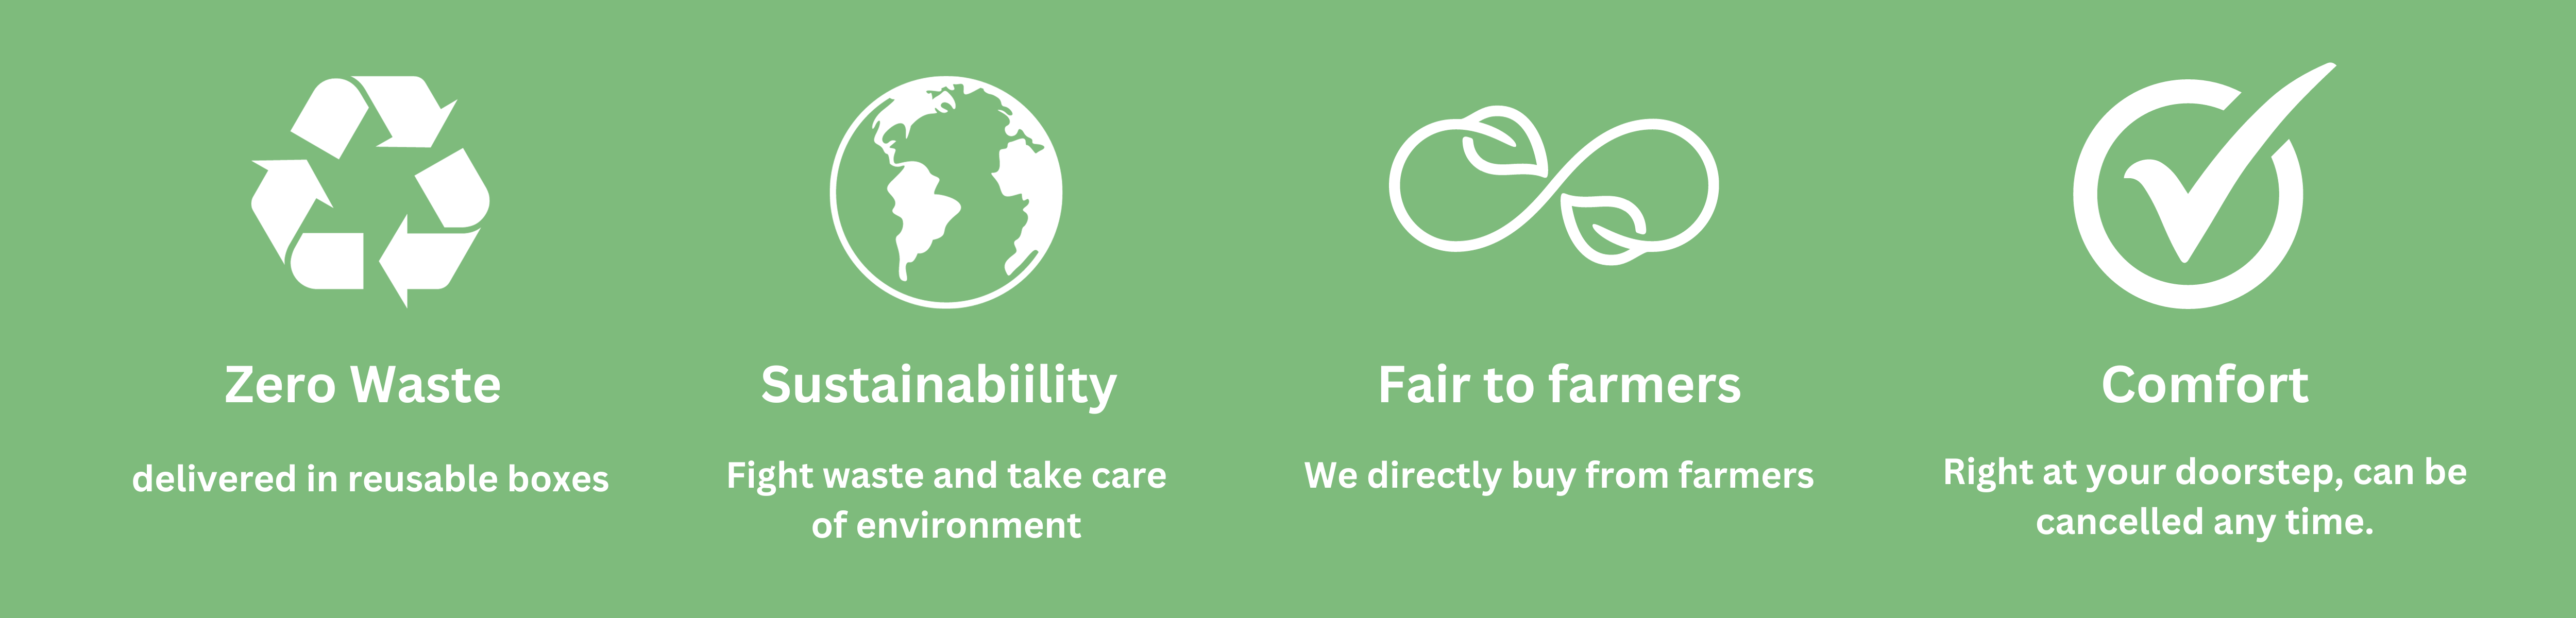 Zero Waste
delivered in reusable boxes
Sustainabiility
Fight waste and take care
of environment
Fair to farmers
We directly buy from farmers
Comfort
Right at your doorstep, can be
cancelled any time.